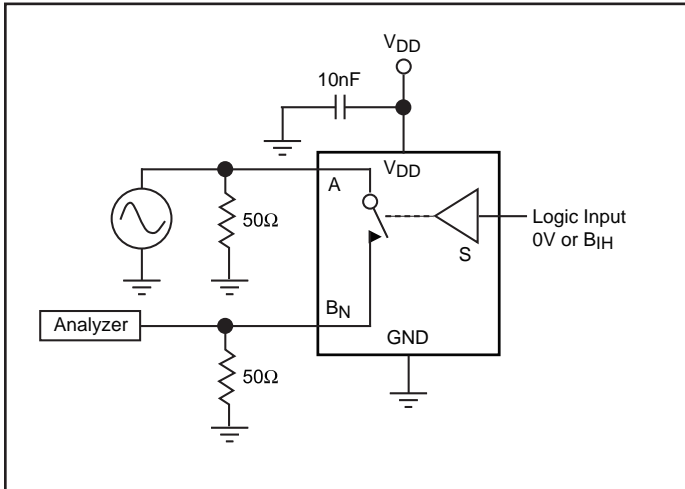 V_DD
10nF
V_DD
A
50Ω
S
Logic Input
0V or B_IH
B_N
Analyzer
GND
50Ω